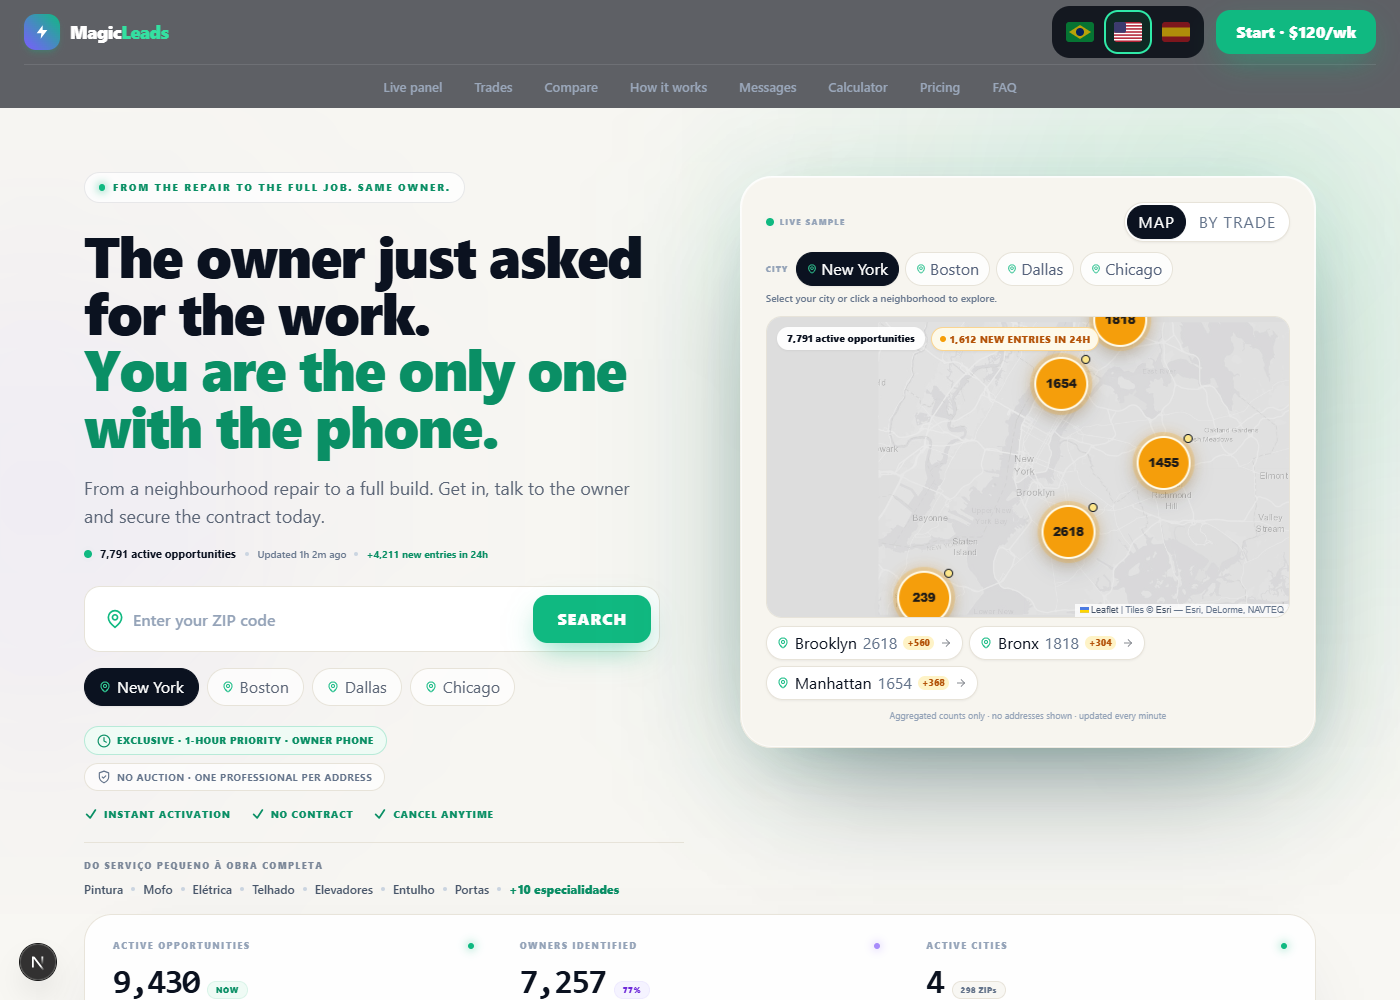 MagicLeads
Start · $120/wk
Live panel Trades Compare How it works Messages Calculator Pricing FAQ
FROM THE REPAIR TO THE FULL JOB. SAME OWNER.
The owner just asked
for the work.
You are the only one
with the phone.
From a neighbourhood repair to a full build. Get in, talk to the owner
and secure the contract today.
7,791 active opportunities • Updated 1h 2m ago • +4,211 new entries in 24h
Enter your ZIP code
SEARCH
New York Boston Dallas Chicago
EXCLUSIVE · 1-HOUR PRIORITY · OWNER PHONE
NO AUCTION · ONE PROFESSIONAL PER ADDRESS
INSTANT ACTIVATION NO CONTRACT CANCEL ANYTIME
DO SERVIÇO PEQUENO À OBRA COMPLETA
Pintura • Mofo • Elétrica • Telhado • Elevadores • Entulho • Portas • +10 especialidades
LIVE SAMPLE
MAP BY TRADE
CITY New York Boston Dallas Chicago
Select your city or click a neighborhood to explore.
7,791 active opportunities
1,612 NEW ENTRIES IN 24H
1818
1654
1455
2618
239
wark
New
York
Brooklyn
Bayonne
Staten
Island
Richmond
Hill
Elmont
Valley
Stream
Leaflet | Tiles © Esri — Esri, DeLorme, NAVTEQ
Brooklyn 2618 +560 →
Bronx 1818 +304 →
Manhattan 1654 +368 →
Aggregated counts only · no addresses shown · updated every minute
ACTIVE OPPORTUNITIES
9,430 NOW
OWNERS IDENTIFIED
7,257 77%
ACTIVE CITIES
4 298 ZIPs
N